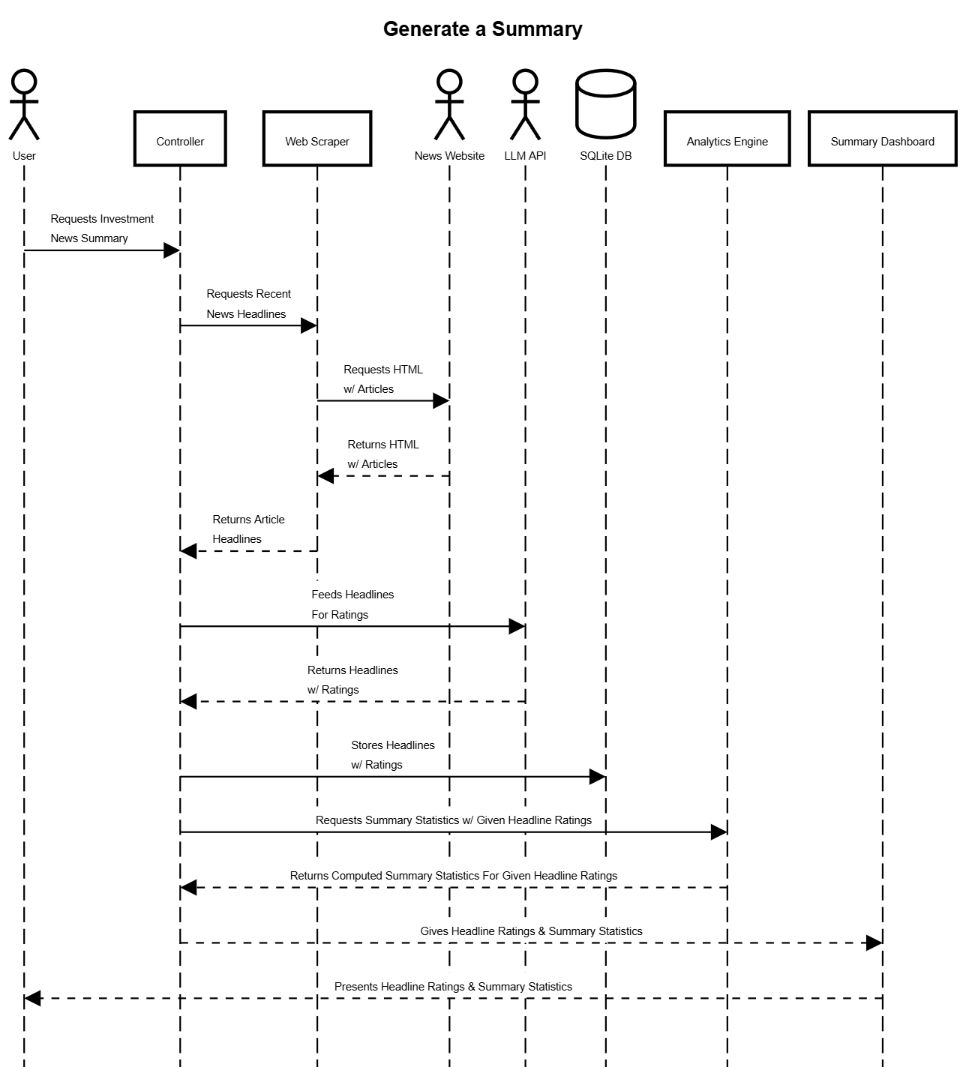 Generate a Summary
User
Controller
Web Scraper
News Website
LLM API
SQLite DB
Analytics Engine
Summary Dashboard
Requests Investment
News Summary
Requests Recent
News Headlines
Requests HTML
w/ Articles
Returns HTML
w/ Articles
Returns Article
Headlines
Feeds Headlines
For Ratings
Returns Headlines
w/ Ratings
Stores Headlines
w/ Ratings
Requests Summary Statistics w/ Given Headline Ratings
Returns Computed Summary Statistics For Given Headline Ratings
Gives Headline Ratings & Summary Statistics
Presents Headline Ratings & Summary Statistics